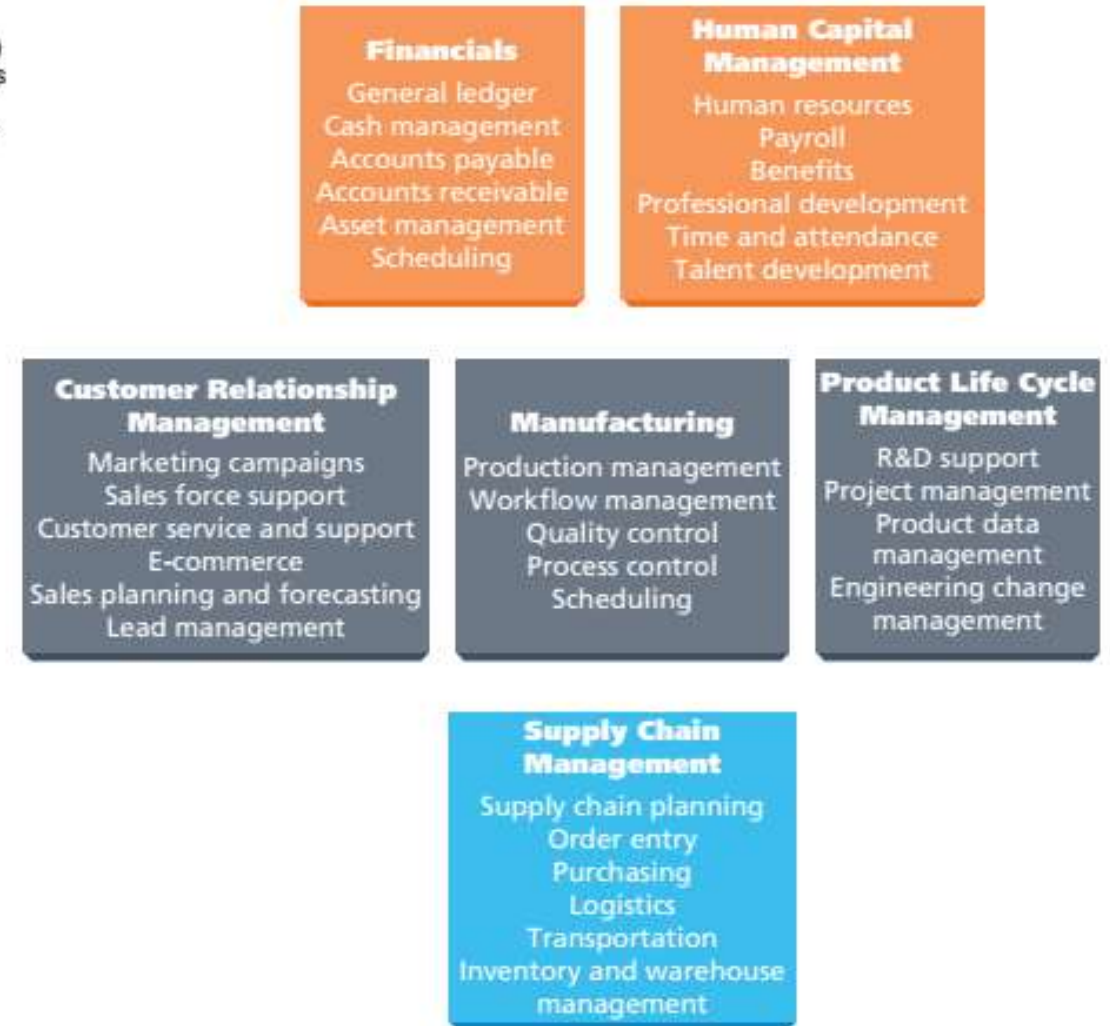 Financials
General ledger
Cash management
Accounts payable
Accounts receivable
Asset management
Scheduling
Human Capital
Management
Human resources
Payroll
Benefits
Professional development
Time and attendance
Talent development
Customer Relationship
Management
Marketing campaigns
Sales force support
Customer service and support
E-commerce
Sales planning and forecasting
Lead management
Manufacturing
Production management
Workflow management
Quality control
Process control
Scheduling
Product Life Cycle
Management
R&D support
Project management
Product data
management
Engineering change
management
Supply Chain
Management
Supply chain planning
Order entry
Purchasing
Logistics
Transportation
Inventory and warehouse
management